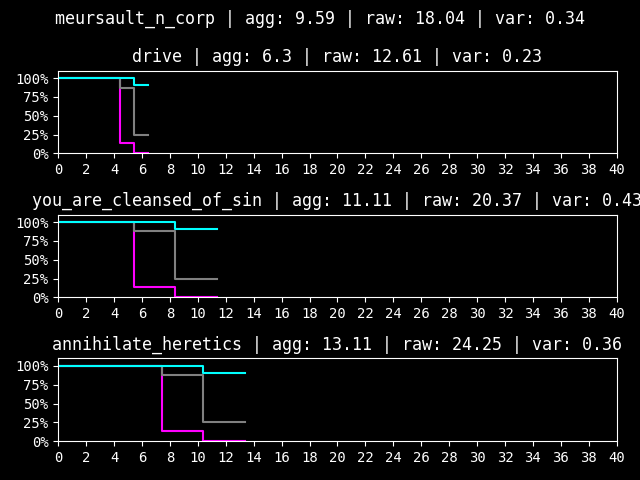 meursault_n_corp | agg: 9.59 | raw: 18.04 | var: 0.34
drive | agg: 6.3 | raw: 12.61 | var: 0.23
100%
75%
50%
25%
0%
0 2 4 6 8 10 12 14 16 18 20 22 24 26 28 30 32 34 36 38 40
you_are_cleansed_of_sin | agg: 11.11 | raw: 20.37 | var: 0.43
100%
75%
50%
25%
0%
0 2 4 6 8 10 12 14 16 18 20 22 24 26 28 30 32 34 36 38 40
annihilate_heretics | agg: 13.11 | raw: 24.25 | var: 0.36
100%
75%
50%
25%
0%
0 2 4 6 8 10 12 14 16 18 20 22 24 26 28 30 32 34 36 38 40